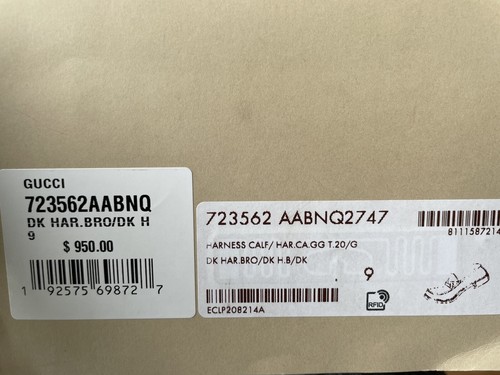 GUCCI
723562AABNQ
DK HAR.BRO/DK H
9
$ 950.00
1 92575 69872 7
723562 AABNQ2747
HARNESS CALF/ HAR.CA.GG T.20/G
DK HAR.BRO/DK H.B/DK
9
ECLP208214A
RFID
8111587214